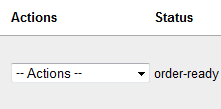 Actions Status
-- Actions -- order-ready